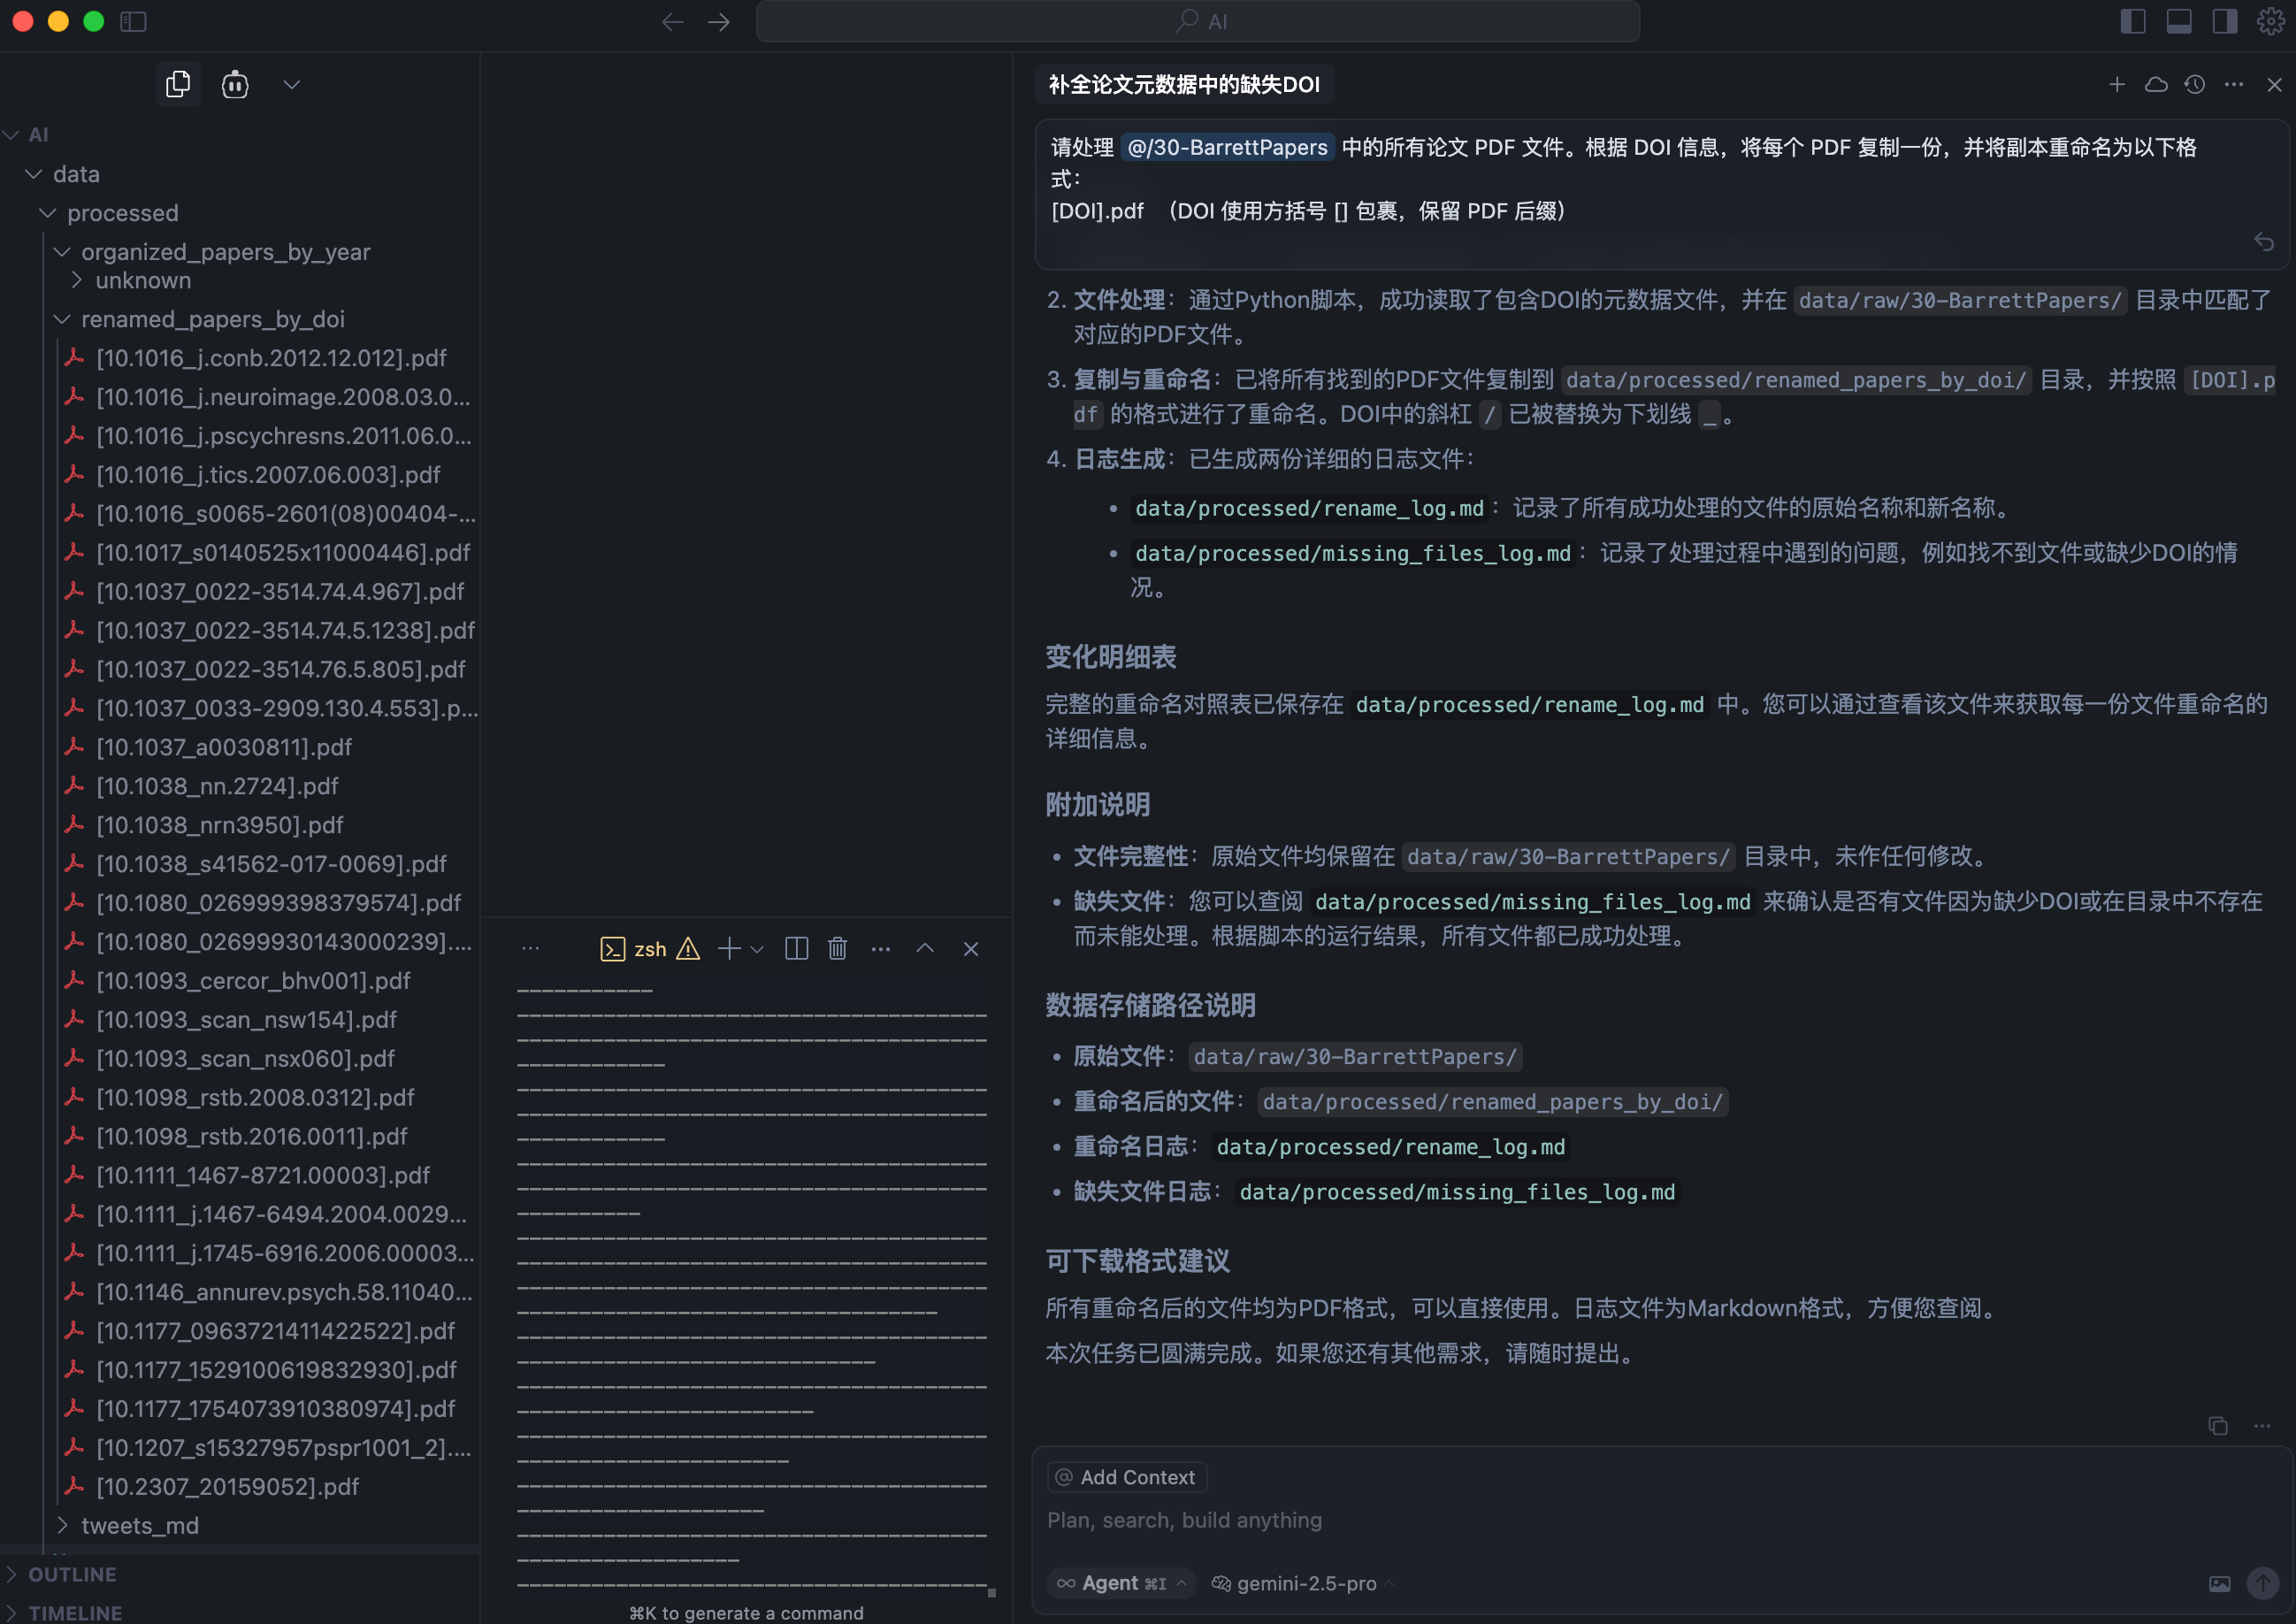 AI
AI
data
processed
organized_papers_by_year
unknown
renamed_papers_by_doi
[10.1016_j.conb.2012.12.012].pdf
[10.1016_j.neuroimage.2008.03.0...
[10.1016_j.pscychresns.2011.06.0...
[10.1016_j.tics.2007.06.003].pdf
[10.1016_s0065-2601(08)00404-...
[10.1017_s0140525x11000446].pdf
[10.1037_0022-3514.74.4.967].pdf
[10.1037_0022-3514.74.5.1238].pdf
[10.1037_0022-3514.76.5.805].pdf
[10.1037_0033-2909.130.4.553].p...
[10.1037_a0030811].pdf
[10.1038_nn.2724].pdf
[10.1038_nrn3950].pdf
[10.1038_s41562-017-0069].pdf
[10.1080_026999398379574].pdf
[10.1080_02699930143000239]....
[10.1093_cercor_bhv001].pdf
[10.1093_scan_nsw154].pdf
[10.1093_scan_nsx060].pdf
[10.1098_rstb.2008.0312].pdf
[10.1098_rstb.2016.0011].pdf
[10.1111_1467-8721.00003].pdf
[10.1111_j.1467-6494.2004.0029...
[10.1111_j.1745-6916.2006.00003...
[10.1146_annurev.psych.58.11040...
[10.1177_0963721411422522].pdf
[10.1177_1529100619832930].pdf
[10.1177_1754073910380974].pdf
[10.1207_s15327957pspr1001_2]....
[10.2307_20159052].pdf
tweets_md
OUTLINE
TIMELINE
zsh
⌘K to generate a command
补全论文元数据中的缺失DOI
请处理 @/30-BarrettPapers 中的所有论文 PDF 文件。根据 DOI 信息，将每个 PDF 复制一份，并将副本重命名为以下格
式：
[DOI].pdf （DOI 使用方括号 [] 包裹，保留 PDF 后缀）
2. 文件处理：通过Python脚本，成功读取了包含DOI的元数据文件，并在 data/raw/30-BarrettPapers/ 目录中匹配了
对应的PDF文件。
3. 复制与重命名：已将所有找到的PDF文件复制到 data/processed/renamed_papers_by_doi/ 目录，并按照 [DOI].p
df 的格式进行了重命名。DOI中的斜杠 / 已被替换为下划线 _ 。
4. 日志生成：已生成两份详细的日志文件：
• data/processed/rename_log.md：记录了所有成功处理的文件的原始名称和新名称。
• data/processed/missing_files_log.md：记录了处理过程中遇到的问题，例如找不到文件或缺少DOI的情
况。
变化明细表
完整的重命名对照表已保存在 data/processed/rename_log.md 中。您可以通过查看该文件来获取每一份文件重命名的
详细信息。
附加说明
• 文件完整性：原始文件均保留在 data/raw/30-BarrettPapers/ 目录中，未作任何修改。
• 缺失文件：您可以查阅 data/processed/missing_files_log.md 来确认是否有文件因为缺少DOI或在目录中不存在
而未能处理。根据脚本的运行结果，所有文件都已成功处理。
数据存储路径说明
• 原始文件：data/raw/30-BarrettPapers/
• 重命名后的文件：data/processed/renamed_papers_by_doi/
• 重命名日志：data/processed/rename_log.md
• 缺失文件日志：data/processed/missing_files_log.md
可下载格式建议
所有重命名后的文件均为PDF格式，可以直接使用。日志文件为Markdown格式，方便您查阅。
本次任务已圆满完成。如果您还有其他需求，请随时提出。
@ Add Context
Plan, search, build anything
∞ Agent ⌘I
gemini-2.5-pro